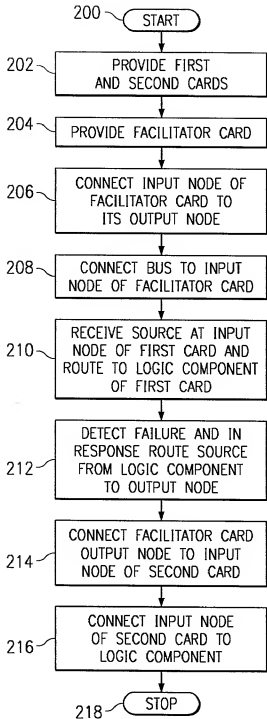 200
START
202
PROVIDE FIRST
AND SECOND CARDS
204
PROVIDE FACILITATOR CARD
206
CONNECT INPUT NODE OF
FACILITATOR CARD TO
ITS OUTPUT NODE
208
CONNECT BUS TO INPUT
NODE OF FACILITATOR CARD
210
RECEIVE SOURCE AT INPUT
NODE OF FIRST CARD AND
ROUTE TO LOGIC COMPONENT
OF FIRST CARD
212
DETECT FAILURE AND IN
RESPONSE ROUTE SOURCE
FROM LOGIC COMPONENT
TO OUTPUT NODE
214
CONNECT FACILITATOR CARD
OUTPUT NODE TO INPUT
NODE OF SECOND CARD
216
CONNECT INPUT NODE
OF SECOND CARD TO
LOGIC COMPONENT
218
STOP